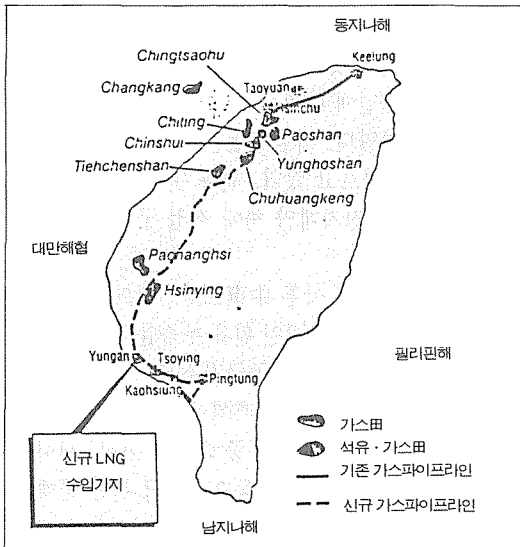 동지나해
Chingtsaohu
Keelung
Taoyuan
Changkang
Hsinchu
Chiting
Paoshan
Chinshui
Yunghoshan
Tiehchenshan
Chuhuangkeng
대만해협
Pachanghsi
Hsinying
필리핀해
Yungan
Tsoying
Pingtung
Kaohsiung
가스田
석유·가스田
기존 가스파이프라인
신규 가스파이프라인
신규 LNG
수입기지
남지나해